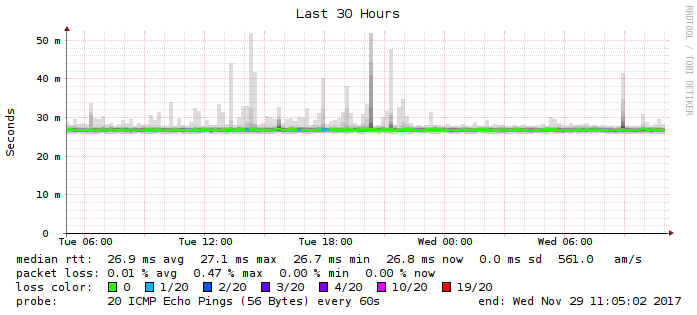 Last 30 Hours
RRDTOOL / TOBI OETIKER
Seconds
50 m
40 m
30 m
20 m
10 m
0
Tue 06:00 Tue 12:00 Tue 18:00 Wed 00:00 Wed 06:00
median rtt: 26.9 ms avg 27.1 ms max 26.7 ms min 26.8 ms now 0.0 ms sd 561.0 am/s
packet loss: 0.01 % avg 0.47 % max 0.00 % min 0.00 % now
loss color: 0 1/20 2/20 3/20 4/20 10/20 19/20
probe: 20 ICMP Echo Pings (56 Bytes) every 60s end: Wed Nov 29 11:05:02 2017